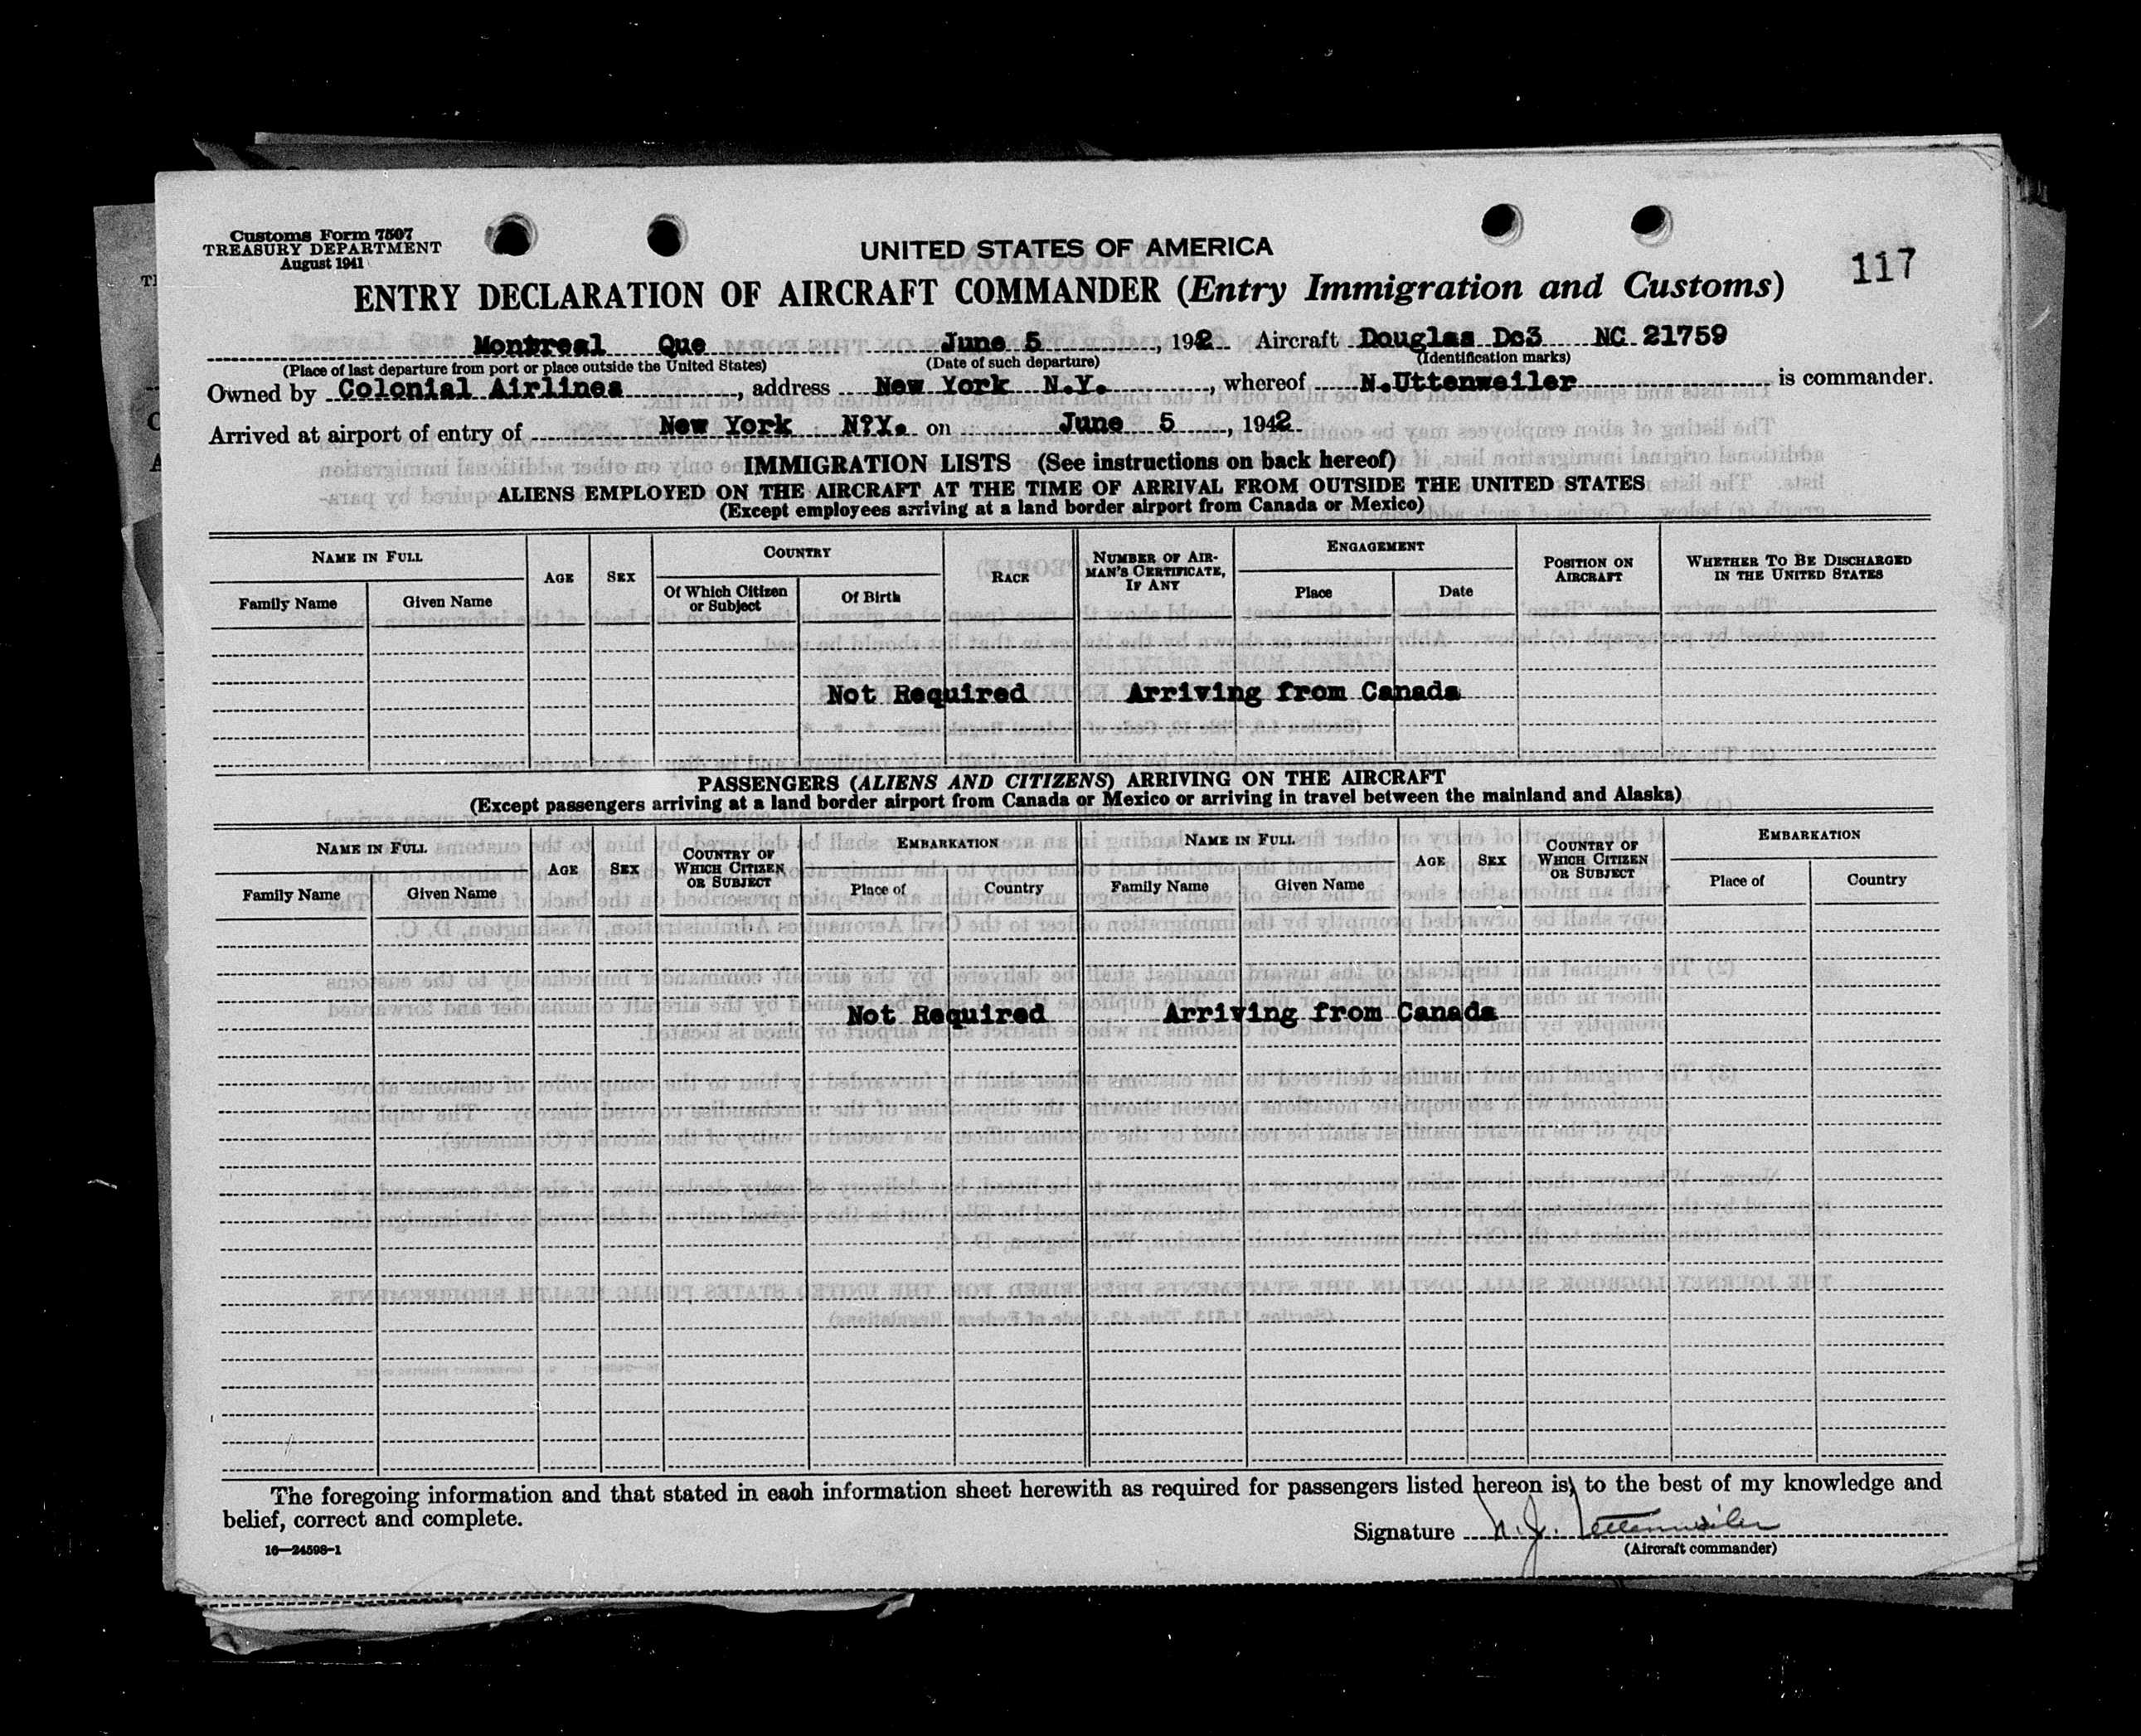 Customs Form 7507
TREASURY DEPARTMENT
August 1941
UNITED STATES OF AMERICA
117
ENTRY DECLARATION OF AIRCRAFT COMMANDER (Entry Immigration and Customs)
Montreal Que June 5, 1942 Aircraft Douglas Dc3 NC 21759
(Place of last departure from port or place outside the United States) (Date of such departure) (Identification marks)
Owned by Colonial Airlines, address New York N.Y., whereof N.Uttenweiler is commander.
Arrived at airport of entry of New York N?Y. on June 5, 1942
IMMIGRATION LISTS (See instructions on back hereof)
ALIENS EMPLOYED ON THE AIRCRAFT AT THE TIME OF ARRIVAL FROM OUTSIDE THE UNITED STATES
(Except employees arriving at a land border airport from Canada or Mexico)
NAME IN FULL AGE SEX COUNTRY RACE NUMBER OF AIRMAN'S CERTIFICATE, IF ANY ENGAGEMENT POSITION ON AIRCRAFT WHETHER TO BE DISCHARGED IN THE UNITED STATES
Family Name Given Name Of Which Citizen or Subject Of Birth Place Date
Not Required Arriving from Canada
PASSENGERS (ALIENS AND CITIZENS) ARRIVING ON THE AIRCRAFT
(Except passengers arriving at a land border airport from Canada or Mexico or arriving in travel between the mainland and Alaska)
NAME IN FULL AGE SEX COUNTRY OF WHICH CITIZEN OR SUBJECT EMBARKATION NAME IN FULL AGE SEX COUNTRY OF WHICH CITIZEN OR SUBJECT EMBARKATION
Family Name Given Name Place of Country Family Name Given Name Place of Country
Not Required Arriving from Canada
The foregoing information and that stated in each information sheet herewith as required for passengers listed hereon is, to the best of my knowledge and
belief, correct and complete.
Signature N.J. Uttenweiler
(Aircraft commander)
16—24598-1